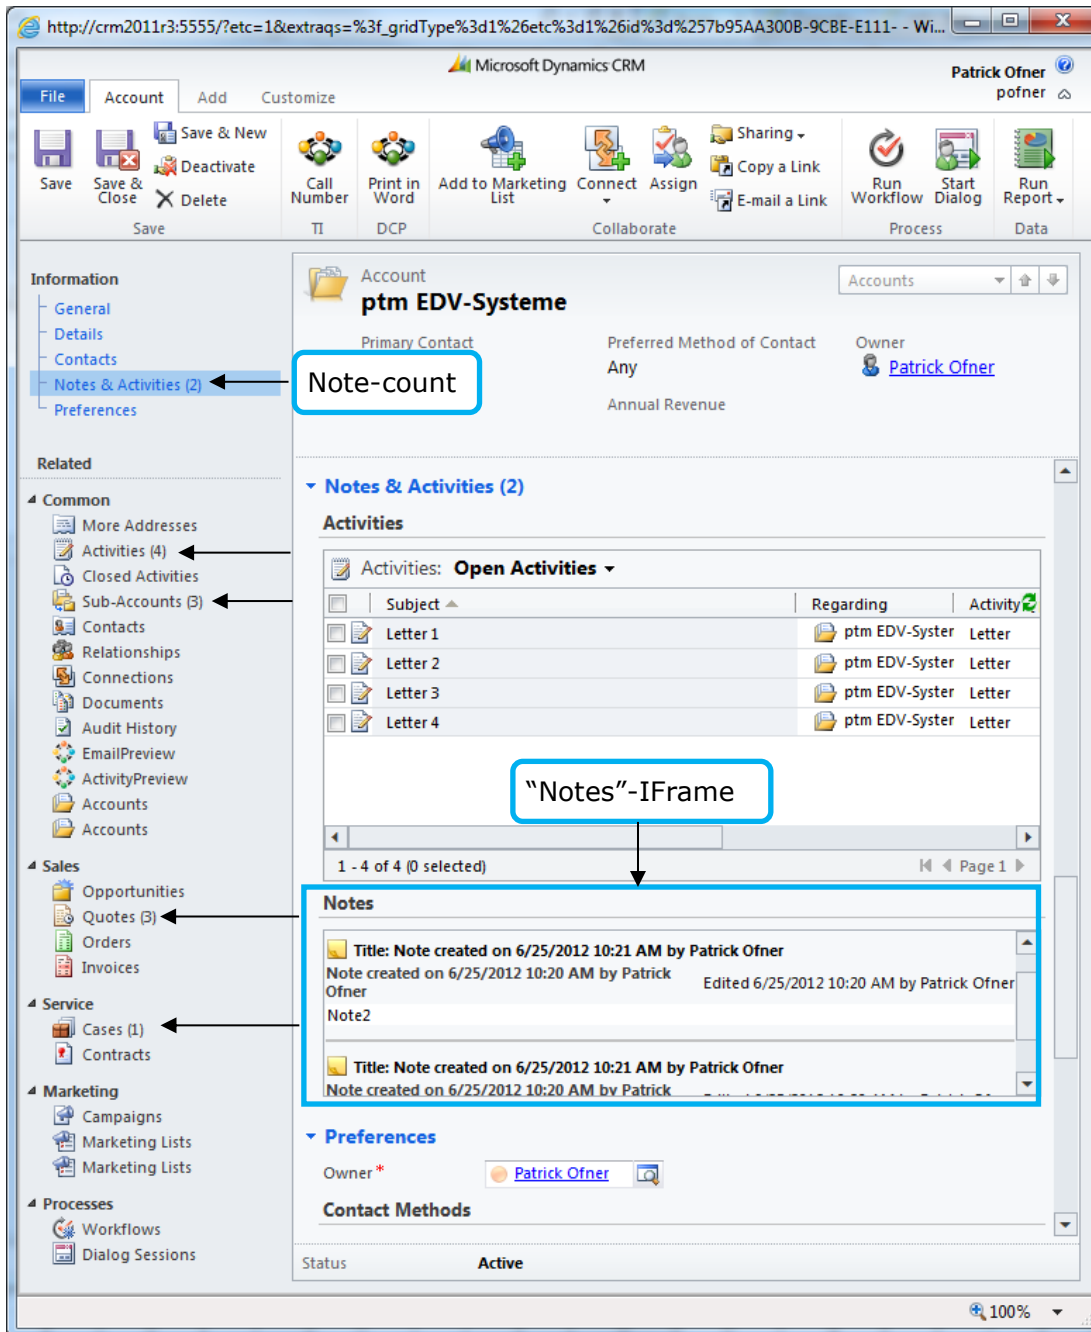 http://crm2011r3:5555/?etc=1&extraqs=%3f_gridType%3d1%26etc%3d1%26id%3d%257b95AA300B-9CBE-E111- - Wi...
Microsoft Dynamics CRM
Patrick Ofner
pofner
File Account Add Customize
Save
Save & Close
Save & New
Deactivate
Delete
Call Number
Print in Word
Add to Marketing List
Connect
Assign
Sharing
Copy a Link
E-mail a Link
Run Workflow
Start Dialog
Run Report
Save TI DCP Collaborate Process Data
Information
General
Details
Contacts
Notes & Activities (2)
Preferences
Note-count
Related
Common
More Addresses
Activities (4)
Closed Activities
Sub-Accounts (3)
Contacts
Relationships
Connections
Documents
Audit History
EmailPreview
ActivityPreview
Accounts
Accounts
Sales
Opportunities
Quotes (3)
Orders
Invoices
Service
Cases (1)
Contracts
Marketing
Campaigns
Marketing Lists
Marketing Lists
Processes
Workflows
Dialog Sessions
Account
ptm EDV-Systeme
Accounts
Primary Contact
Preferred Method of Contact
Any
Owner
Patrick Ofner
Annual Revenue
Notes & Activities (2)
Activities
Activities: Open Activities
Subject Regarding Activity
Letter 1 ptm EDV-Syster Letter
Letter 2 ptm EDV-Syster Letter
Letter 3 ptm EDV-Syster Letter
Letter 4 ptm EDV-Syster Letter
“Notes”-IFrame
1 - 4 of 4 (0 selected) Page 1
Notes
Title: Note created on 6/25/2012 10:21 AM by Patrick Ofner
Note created on 6/25/2012 10:20 AM by Patrick
Ofner
Edited 6/25/2012 10:20 AM by Patrick Ofner
Note2
Title: Note created on 6/25/2012 10:21 AM by Patrick Ofner
Note created on 6/25/2012 10:20 AM by Patrick
Preferences
Owner* Patrick Ofner
Contact Methods
Status Active
100%